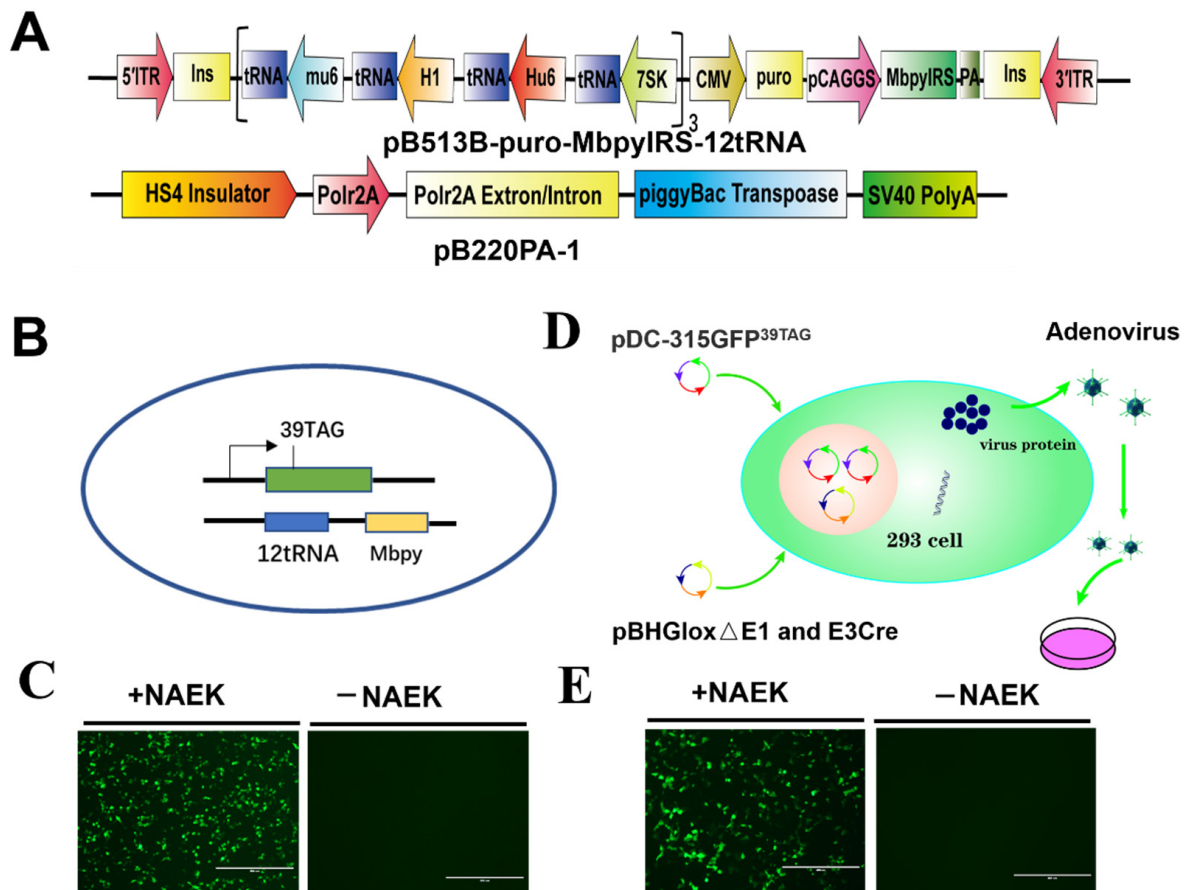 A
5'ITR Ins tRNA mu6 tRNA H1 tRNA Hu6 tRNA 7SK CMV puro pCAGGS MbpyIRS PA Ins 3'ITR
3
pB513B-puro-MbpyIRS-12tRNA
HS4 Insulator Polr2A Polr2A Extron/Intron piggyBac Transpoase SV40 PolyA
pB220PA-1
B
39TAG
12tRNA Mbpy
D
pDC-315GFP39TAG
Adenovirus
virus protein
293 cell
pBHGlox△E1 and E3Cre
C
+NAEK –NAEK
E
+NAEK –NAEK